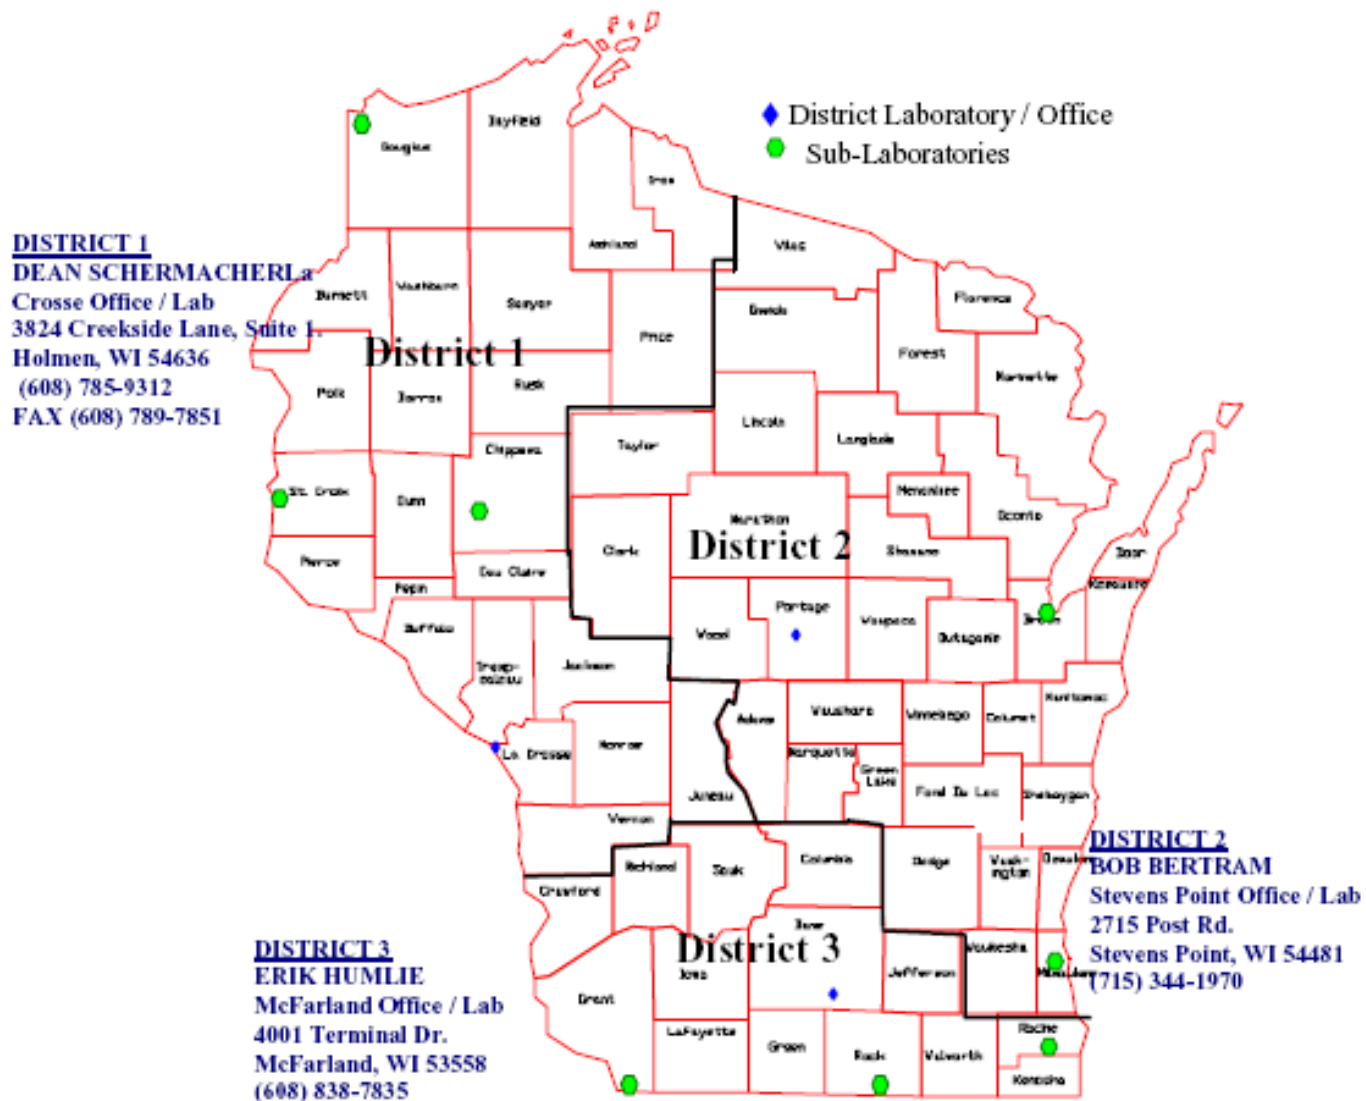 District Laboratory / Office
Sub-Laboratories
Bayfield
Douglas
Iron
Ashland
Vilas
DISTRICT 1
DEAN SCHERMACHERLa
Crosse Office / Lab
3824 Creekside Lane, Suite 1.
Holmen, WI 54636
(608) 785-9312
FAX (608) 789-7851
Burnett
Washburn
Sawyer
Price
Oneida
Florence
Forest
Marinette
District 1
Polk
Barron
Rusk
Lincoln
Langlade
Taylor
Chippewa
St. Croix
Dunn
Menominee
Oconto
Marathon
District 2
Clark
Shawano
Door
Pierce
Eau Claire
Pepin
Kewaunee
Buffalo
Wood
Portage
Waupaca
Outagamie
Brown
Tremp-
ealeau
Jackson
Adams
Waushara
Winnebago
Calumet
Manitowoc
La Crosse
Monroe
Juneau
Marquette
Green
Lake
Fond Du Lac
Sheboygan
Vernon
DISTRICT 2
BOB BERTRAM
Stevens Point Office / Lab
2715 Post Rd.
Stevens Point, WI 54481
(715) 344-1970
Richland
Sauk
Columbia
Dodge
Wash-
ington
Crawford
Dane
District 3
Iowa
Jefferson
Waukesha
DISTRICT 3
ERIK HUMLIE
McFarland Office / Lab
4001 Terminal Dr.
McFarland, WI 53558
(608) 838-7835
Grant
LaFayette
Green
Rock
Walworth
Racine
Kenosha